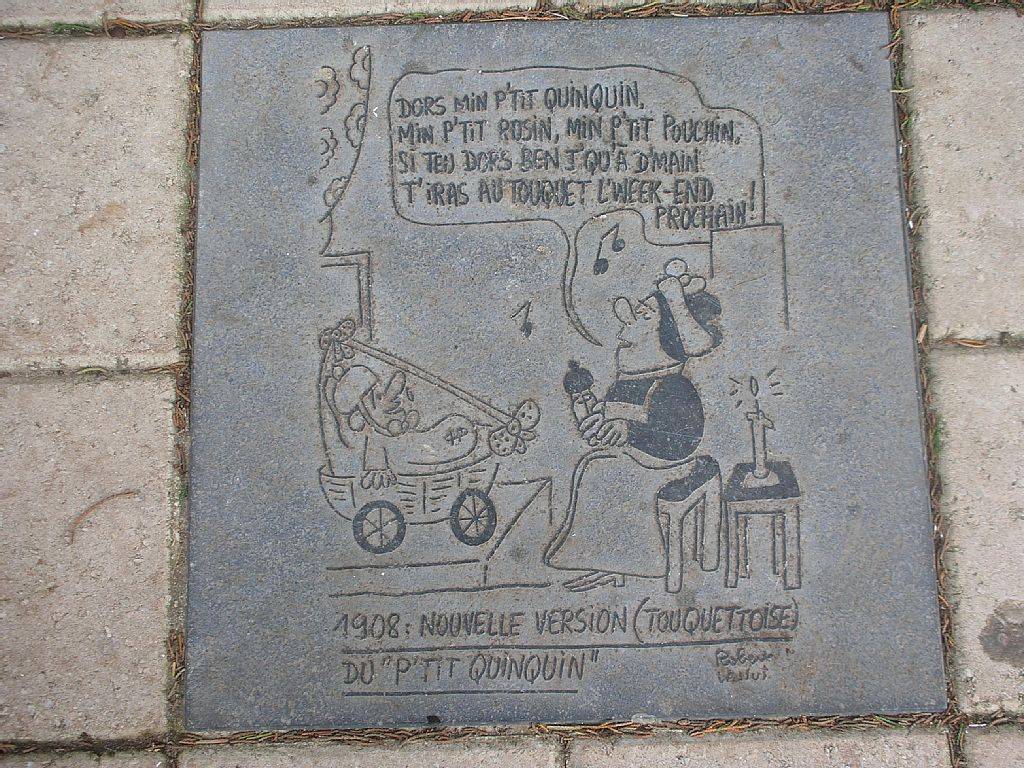 DORS MIN P'TIT QUINQUIN,
MIN P'TIT ROSIN, MIN P'TIT POUCHIN,
SI TEU DORS BEN J'QU'À D'MAIN
T'IRAS AU TOUQUET L'WEEK-END
PROCHAIN!
1908: NOUVELLE VERSION (TOUQUETTOISE)
DU "P'TIT QUINQUIN"